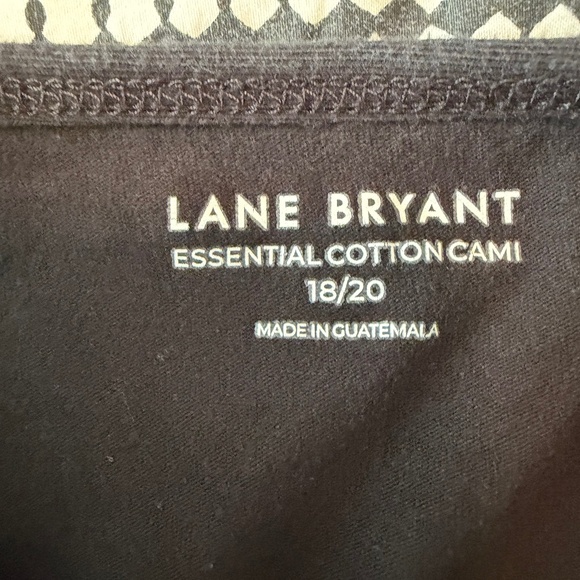 LANE BRYANT
ESSENTIAL COTTON CAMI
18/20
MADE IN GUATEMALA